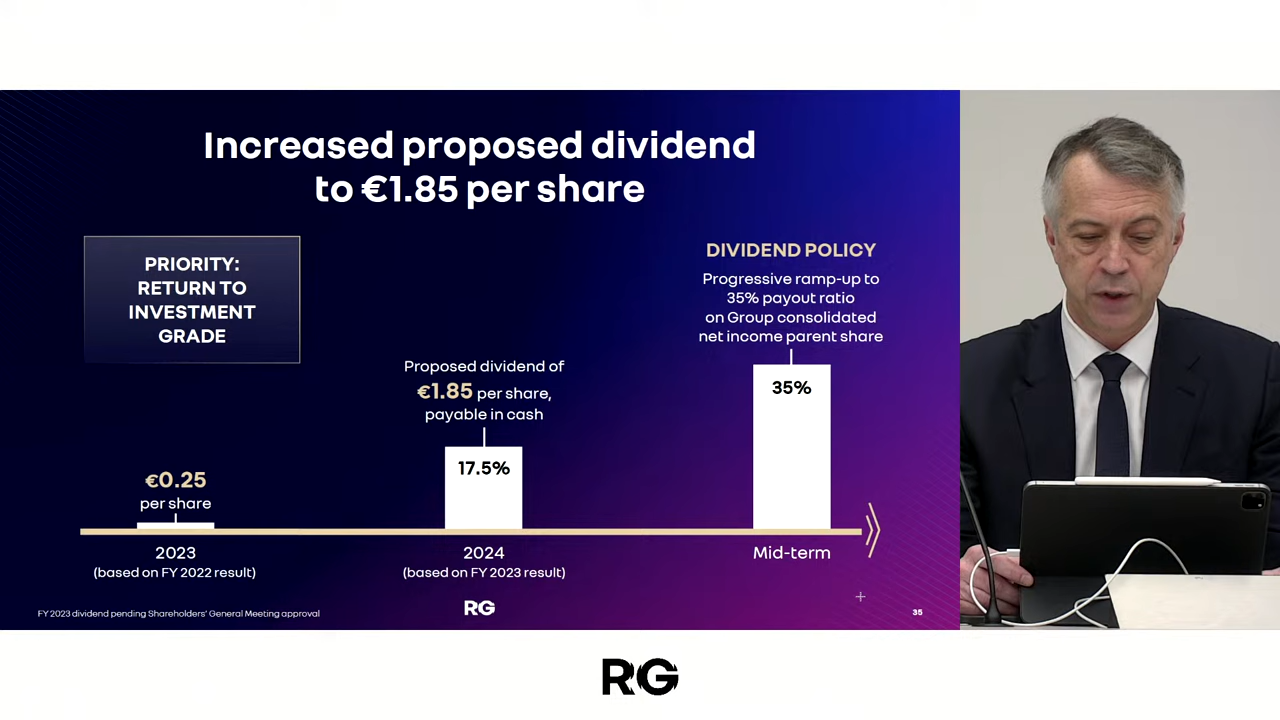 Increased proposed dividend
to €1.85 per share
PRIORITY:
RETURN TO
INVESTMENT
GRADE
DIVIDEND POLICY
Progressive ramp-up to
35% payout ratio
on Group consolidated
net income parent share
35%
Proposed dividend of
€1.85 per share,
payable in cash
17.5%
€0.25
per share
2023
(based on FY 2022 result)
2024
(based on FY 2023 result)
Mid-term
FY 2023 dividend pending Shareholders' General Meeting approval
RG
35
RG